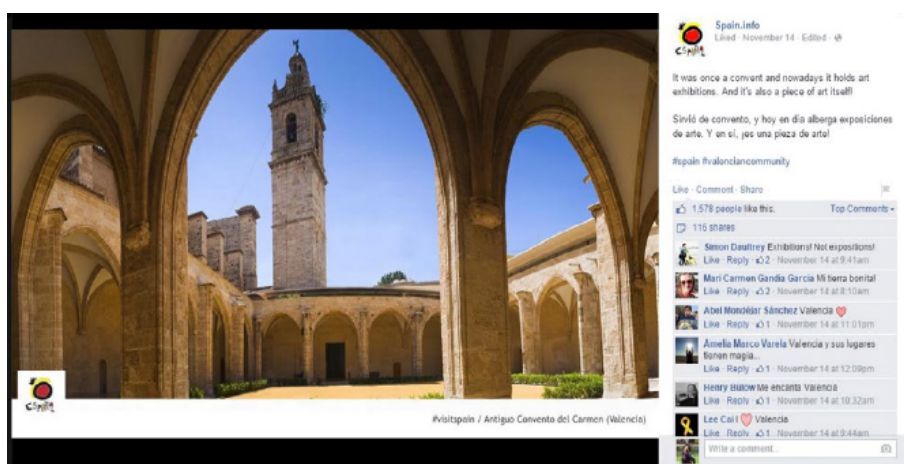 España
#visitspain / Antiguo Convento del Carmen (Valencia)
Spain.info
Liked · November 14 · Edited ·
España
It was once a convent and nowadays it holds art
exhibitions. And it's also a piece of art itself!
Sirvió de convento, y hoy en día alberga exposiciones
de arte. Y en sí, ¡es una pieza de arte!
#spain #valenciancommunity
Like · Comment · Share
1,578 people like this.
Top Comments
116 shares
Simon Daultrey Exhibitions! Not expositions!
Like · Reply · 2 · November 14 at 9:41am
Mari Carmen Gandia Garcia Mi tierra bonita!
Like · Reply · 2 · November 14 at 8:10am
Abel Mondéjar Sánchez Valencia ❤
Like · Reply · 1 · November 14 at 11:01pm
Amelia Marco Varela Valencia y sus lugares
tienen magia...
Like · Reply · 1 · November 14 at 12:09pm
Henry Bulow Me encanta Valencia
Like · Reply · 1 · November 14 at 10:32am
Lee Coll ❤ Valencia
Like · Reply · 1 · November 14 at 9:44am
Write a comment...